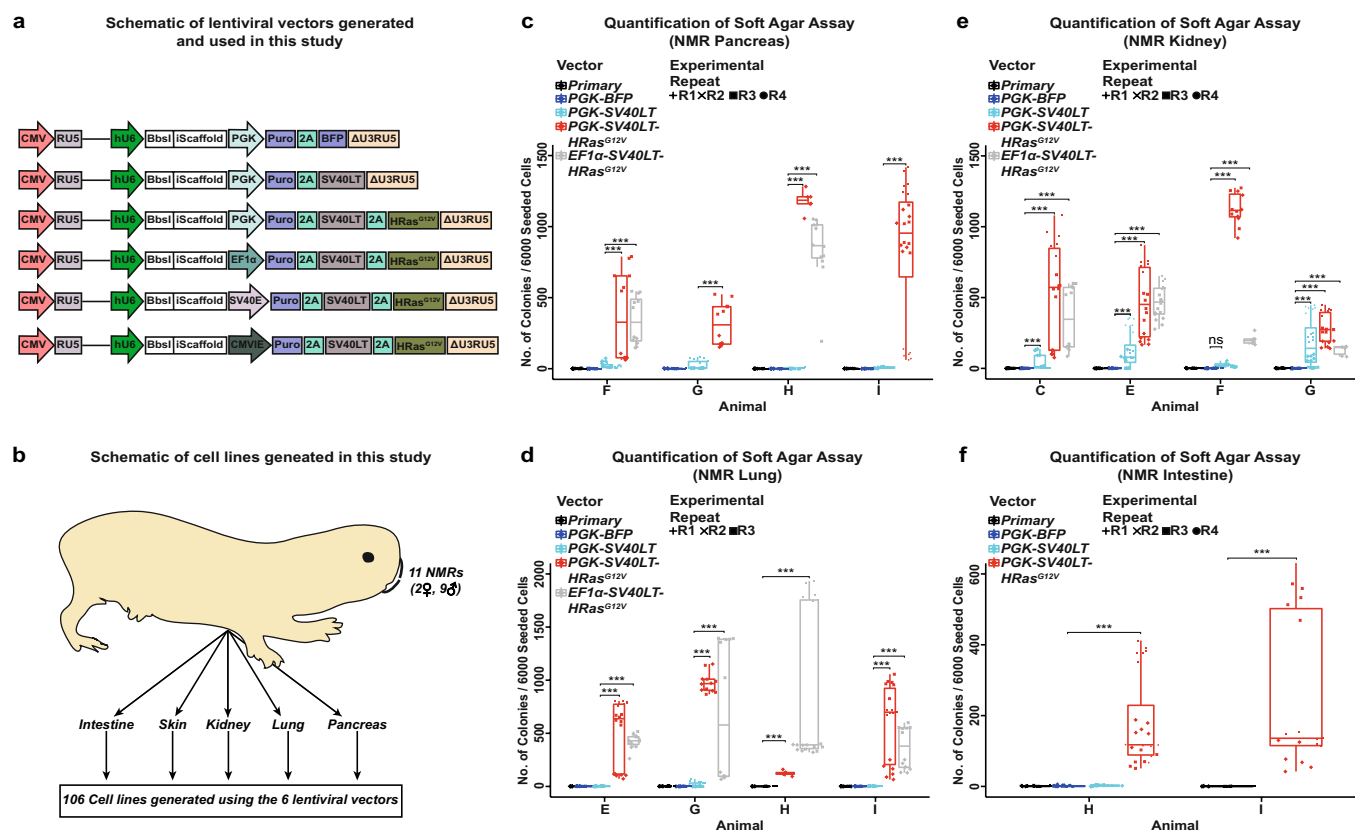 a
Schematic of lentiviral vectors generated
and used in this study
CMV RU5 hU6 BbsI iScaffold PGK Puro 2A BFP ΔU3RU5
CMV RU5 hU6 BbsI iScaffold PGK Puro 2A SV40LT ΔU3RU5
CMV RU5 hU6 BbsI iScaffold PGK Puro 2A SV40LT 2A HRasG12V ΔU3RU5
CMV RU5 hU6 BbsI iScaffold EF1α Puro 2A SV40LT 2A HRasG12V ΔU3RU5
CMV RU5 hU6 BbsI iScaffold SV40E Puro 2A SV40LT 2A HRasG12V ΔU3RU5
CMV RU5 hU6 BbsI iScaffold CMVIE Puro 2A SV40LT 2A HRasG12V ΔU3RU5
b
Schematic of cell lines geneated in this study
11 NMRs
(2♀, 9♂)
Intestine Skin Kidney Lung Pancreas
106 Cell lines generated using the 6 lentiviral vectors
c
Quantification of Soft Agar Assay
(NMR Pancreas)
Vector
Primary
PGK-BFP
PGK-SV40LT
PGK-SV40LT-
HRasG12V
EF1α-SV40LT-
HRasG12V
Experimental
Repeat
+R1 ×R2 ■R3 ●R4
No. of Colonies / 6000 Seeded Cells
1500
1000
500
0
*** *** *** *** *** ***
F G H I
Animal
d
Quantification of Soft Agar Assay
(NMR Lung)
Vector
Primary
PGK-BFP
PGK-SV40LT
PGK-SV40LT-
HRasG12V
EF1α-SV40LT-
HRasG12V
Experimental
Repeat
+R1 ×R2 ■R3
No. of Colonies / 6000 Seeded Cells
2000
1500
1000
500
0
*** *** *** *** *** *** *** ***
E G H I
Animal
e
Quantification of Soft Agar Assay
(NMR Kidney)
Vector
Primary
PGK-BFP
PGK-SV40LT
PGK-SV40LT-
HRasG12V
EF1α-SV40LT-
HRasG12V
Experimental
Repeat
+R1 ×R2 ■R3 ●R4
No. of Colonies / 6000 Seeded Cells
1500
1000
500
0
*** *** *** *** *** *** ns *** *** *** *** ***
C E F G
Animal
f
Quantification of Soft Agar Assay
(NMR Intestine)
Vector
Primary
PGK-BFP
PGK-SV40LT
PGK-SV40LT-
HRasG12V
Experimental
Repeat
+R1 ×R2 ■R3 ●R4
No. of Colonies / 6000 Seeded Cells
600
400
200
0
*** ***
H I
Animal